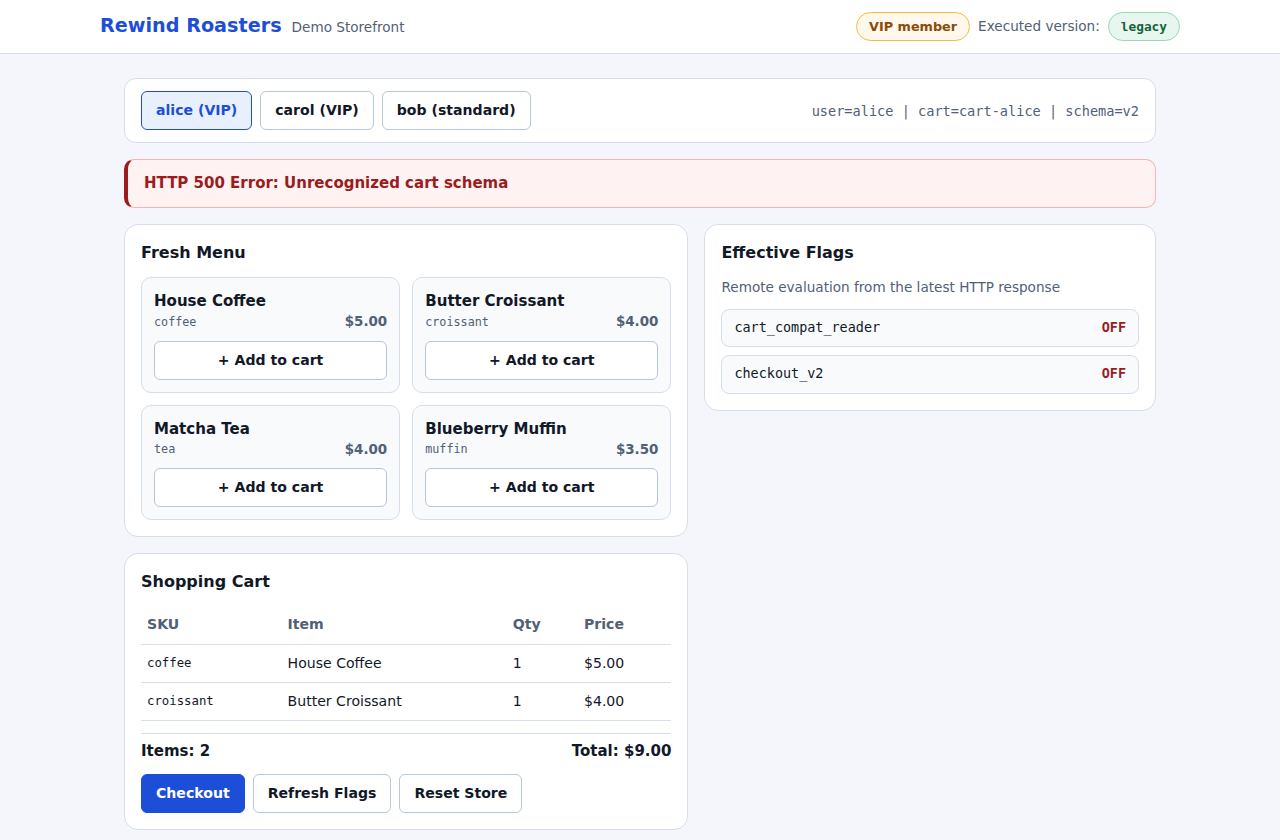 Rewind Roasters Demo Storefront VIP member Executed version: legacy
alice (VIP) carol (VIP) bob (standard) user=alice | cart=cart-alice | schema=v2
HTTP 500 Error: Unrecognized cart schema
Fresh Menu
House Coffee
coffee $5.00
+ Add to cart
Butter Croissant
croissant $4.00
+ Add to cart
Matcha Tea
tea $4.00
+ Add to cart
Blueberry Muffin
muffin $3.50
+ Add to cart
Effective Flags
Remote evaluation from the latest HTTP response
cart_compat_reader OFF
checkout_v2 OFF
Shopping Cart
SKU Item Qty Price
coffee House Coffee 1 $5.00
croissant Butter Croissant 1 $4.00
Items: 2 Total: $9.00
Checkout Refresh Flags Reset Store